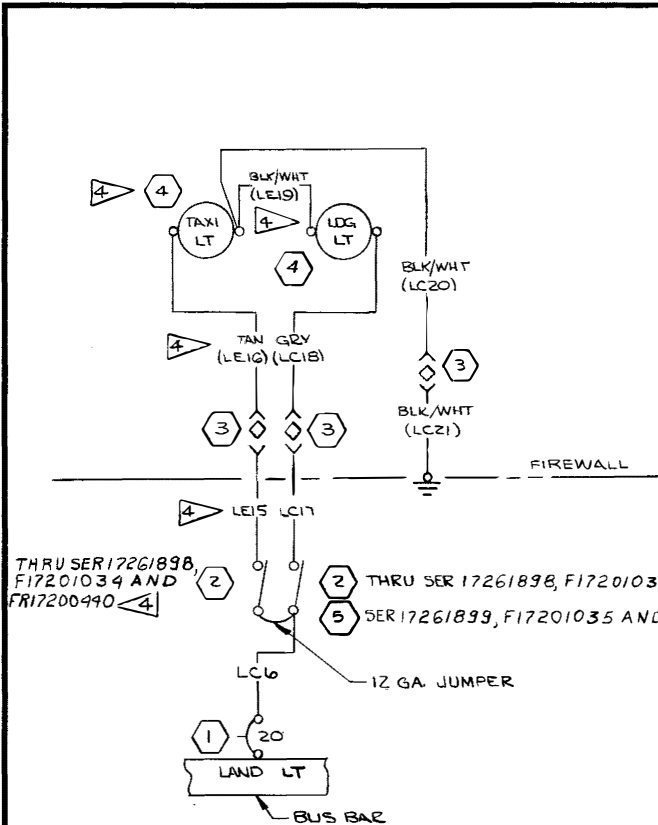 BLK/WHT
(LE19)
4
4
TAXI
LT
4
LDG
LT
4
BLK/WHT
(LC20)
4
TAN GRY
(LE16) (LC18)
3
BLK/WHT
(LC21)
3
3
FIREWALL
4
LE15 LC17
THRU SER 17261898,
F17201034 AND
FR17200440
4
2
2
THRU SER 17261898, F1720103
5
SER 17261899, F17201035 AND
12 GA. JUMPER
LC6
1
20
LAND LT
BUS BAR